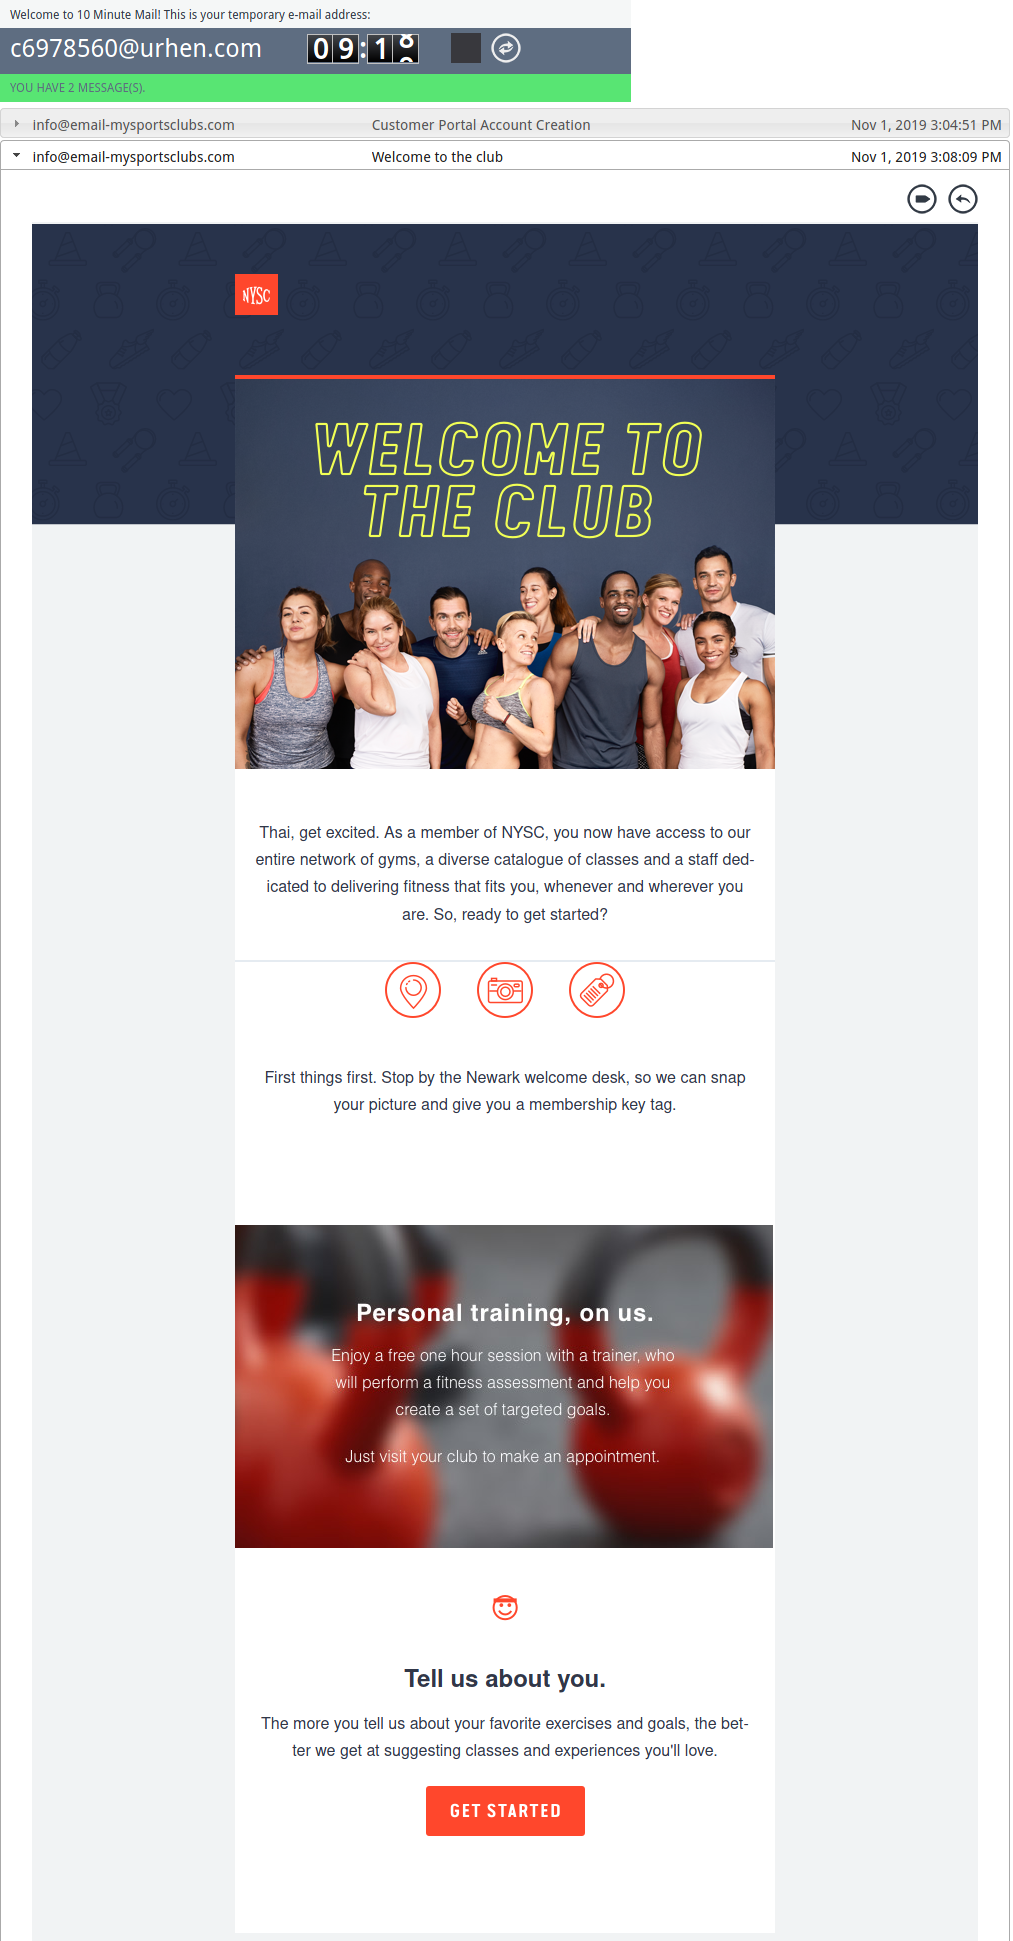 Welcome to 10 Minute Mail! This is your temporary e-mail address:
c6978560@urhen.com 09:1
YOU HAVE 2 MESSAGE(S).
info@email-mysportsclubs.com Customer Portal Account Creation Nov 1, 2019 3:04:51 PM
info@email-mysportsclubs.com Welcome to the club Nov 1, 2019 3:08:09 PM
NYSC
WELCOME TO
THE CLUB
Thai, get excited. As a member of NYSC, you now have access to our
entire network of gyms, a diverse catalogue of classes and a staff ded-
icated to delivering fitness that fits you, whenever and wherever you
are. So, ready to get started?
First things first. Stop by the Newark welcome desk, so we can snap
your picture and give you a membership key tag.
Personal training, on us.
Enjoy a free one hour session with a trainer, who
will perform a fitness assessment and help you
create a set of targeted goals.
Just visit your club to make an appointment.
Tell us about you.
The more you tell us about your favorite exercises and goals, the bet-
ter we get at suggesting classes and experiences you'll love.
GET STARTED